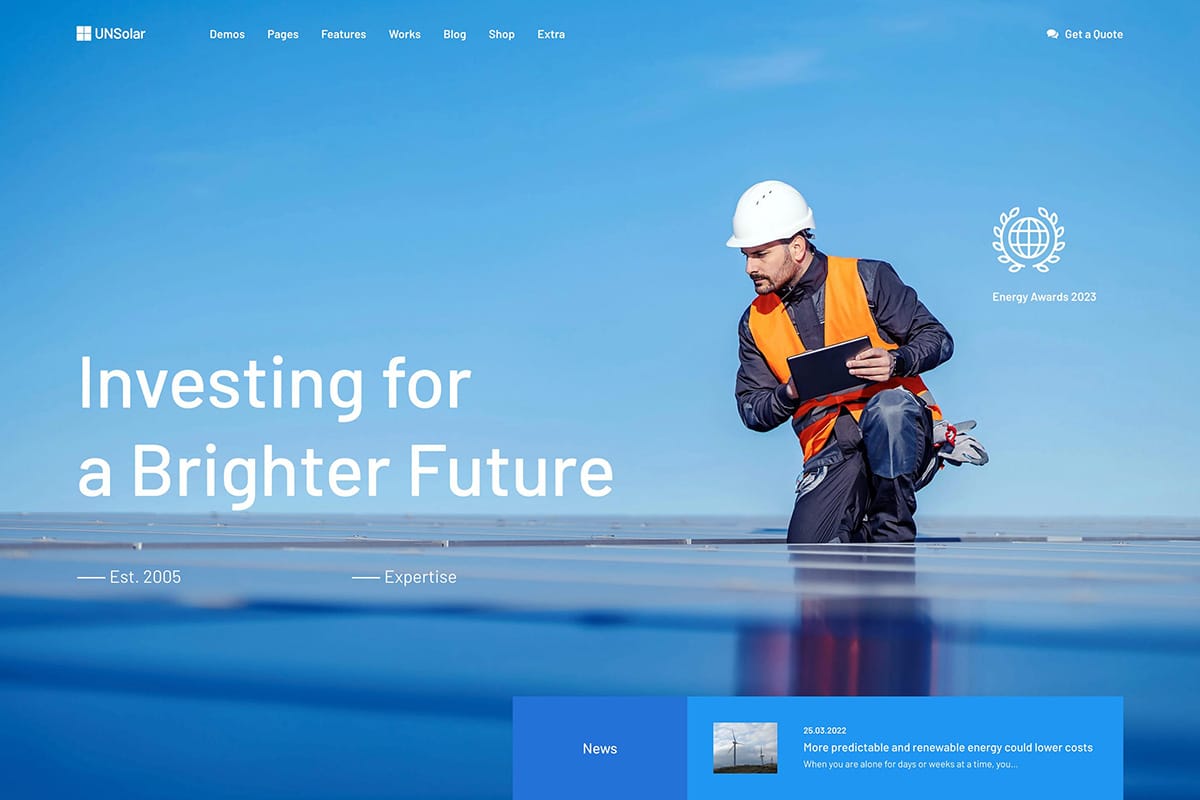 UNSolar
Demos Pages Features Works Blog Shop Extra
Get a Quote
Energy Awards 2023
Investing for
a Brighter Future
Est. 2005
Expertise
News
25.03.2022
More predictable and renewable energy could lower costs
When you are alone for days or weeks at a time, you...